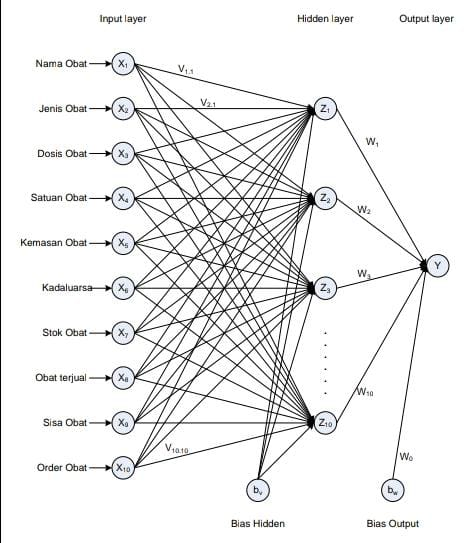 Input layer
Hidden layer
Output layer
Nama Obat
X1
V1.1
Jenis Obat
X2
V2.1
Z1
Dosis Obat
X3
W1
Satuan Obat
X4
Z2
W2
Kemasan Obat
X5
Y
Kadaluarsa
X6
Z3
W3
Stok Obat
X7
Obat terjual
X8
W10
Sisa Obat
X9
Z10
V10.10
W0
Order Obat
X10
bv
bw
Bias Hidden
Bias Output